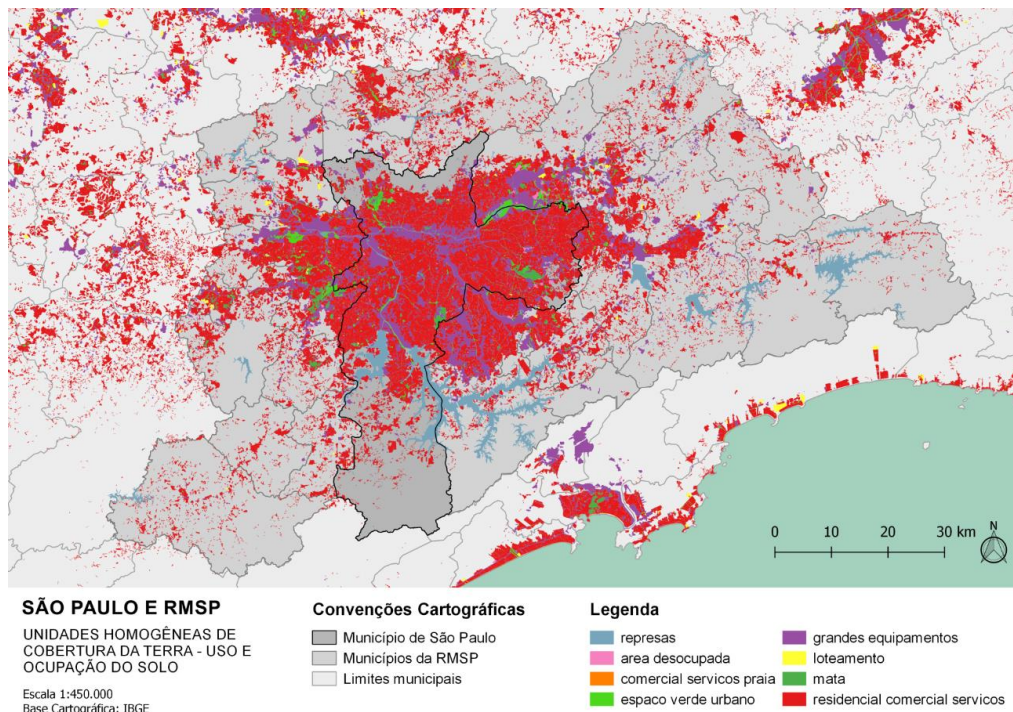 0 10 20 30 km
N
SÃO PAULO E RMSP
UNIDADES HOMOGÊNEAS DE
COBERTURA DA TERRA - USO E
OCUPAÇÃO DO SOLO
Escala 1:450.000
Base Cartográfica: IBGE
Convenções Cartográficas
Município de São Paulo
Municípios da RMSP
Limites municipais
Legenda
represas
area desocupada
comercial servicos praia
espaco verde urbano
grandes equipamentos
loteamento
mata
residencial comercial servicos